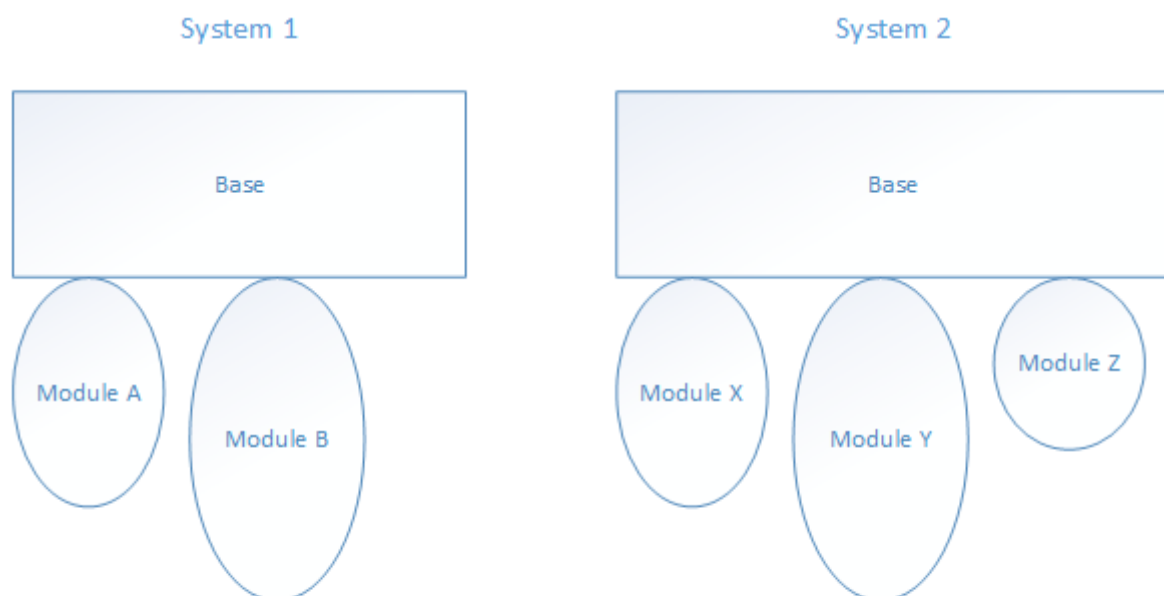 System 1
System 2
Base
Base
Module A
Module B
Module X
Module Y
Module Z